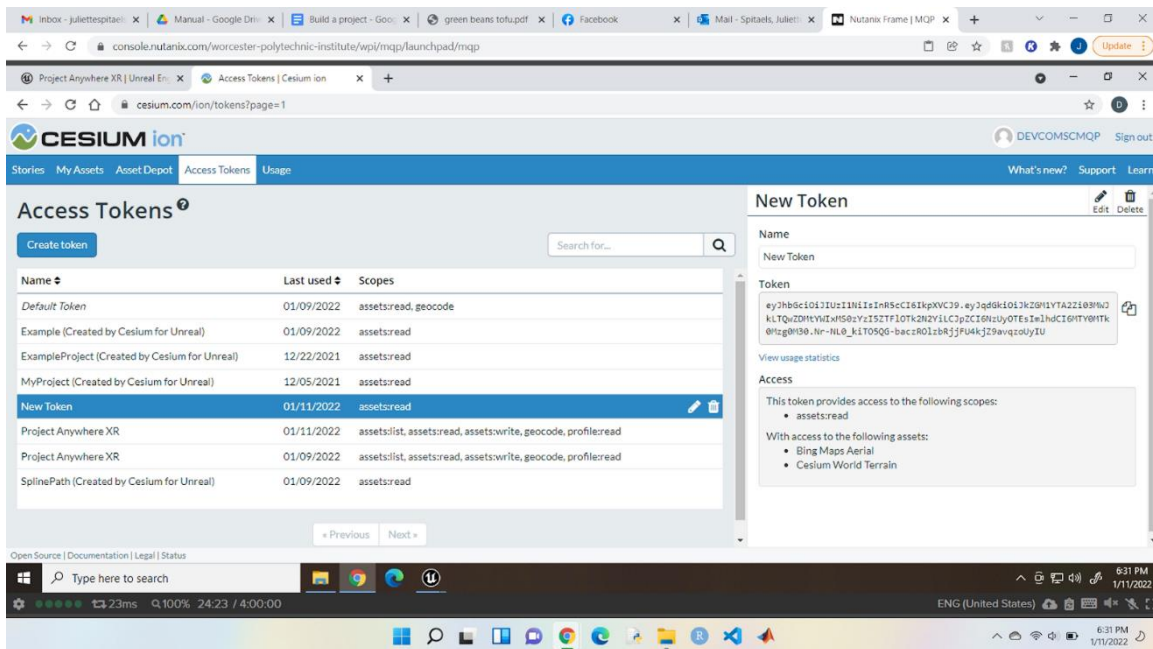 Inbox - juliettespitael
Manual - Google Driv
Build a project - Goog
green beans tofu.pdf
Facebook
Mail - Spitaels, Juliett
Nutanix Frame | MQP
console.nutanix.com/worcester-polytechnic-institute/wpi/mqp/launchpad/mqp
Update
Project Anywhere XR | Unreal En
Access Tokens | Cesium ion
cesium.com/ion/tokens?page=1
CESIUM ion
DEVCOMSCMQP Sign out
Stories My Assets Asset Depot Access Tokens Usage What's new? Support Learn
Access Tokens
Create token
Search for...
Name Last used Scopes
Default Token 01/09/2022 assets:read, geocode
Example (Created by Cesium for Unreal) 01/09/2022 assets:read
ExampleProject (Created by Cesium for Unreal) 12/22/2021 assets:read
MyProject (Created by Cesium for Unreal) 12/05/2021 assets:read
New Token 01/11/2022 assets:read
Project Anywhere XR 01/11/2022 assets:list, assets:read, assets:write, geocode, profile:read
Project Anywhere XR 01/09/2022 assets:list, assets:read, assets:write, geocode, profile:read
SplinePath (Created by Cesium for Unreal) 01/09/2022 assets:read
« Previous Next »
New Token
Edit Delete
Name
New Token
Token
View usage statistics
Access
This token provides access to the following scopes:
• assets:read
With access to the following assets:
• Bing Maps Aerial
• Cesium World Terrain
Open Source | Documentation | Legal | Status
Type here to search
6:31 PM
1/11/2022
23ms 100% 24:23 / 4:00:00
ENG (United States)
6:31 PM
1/11/2022